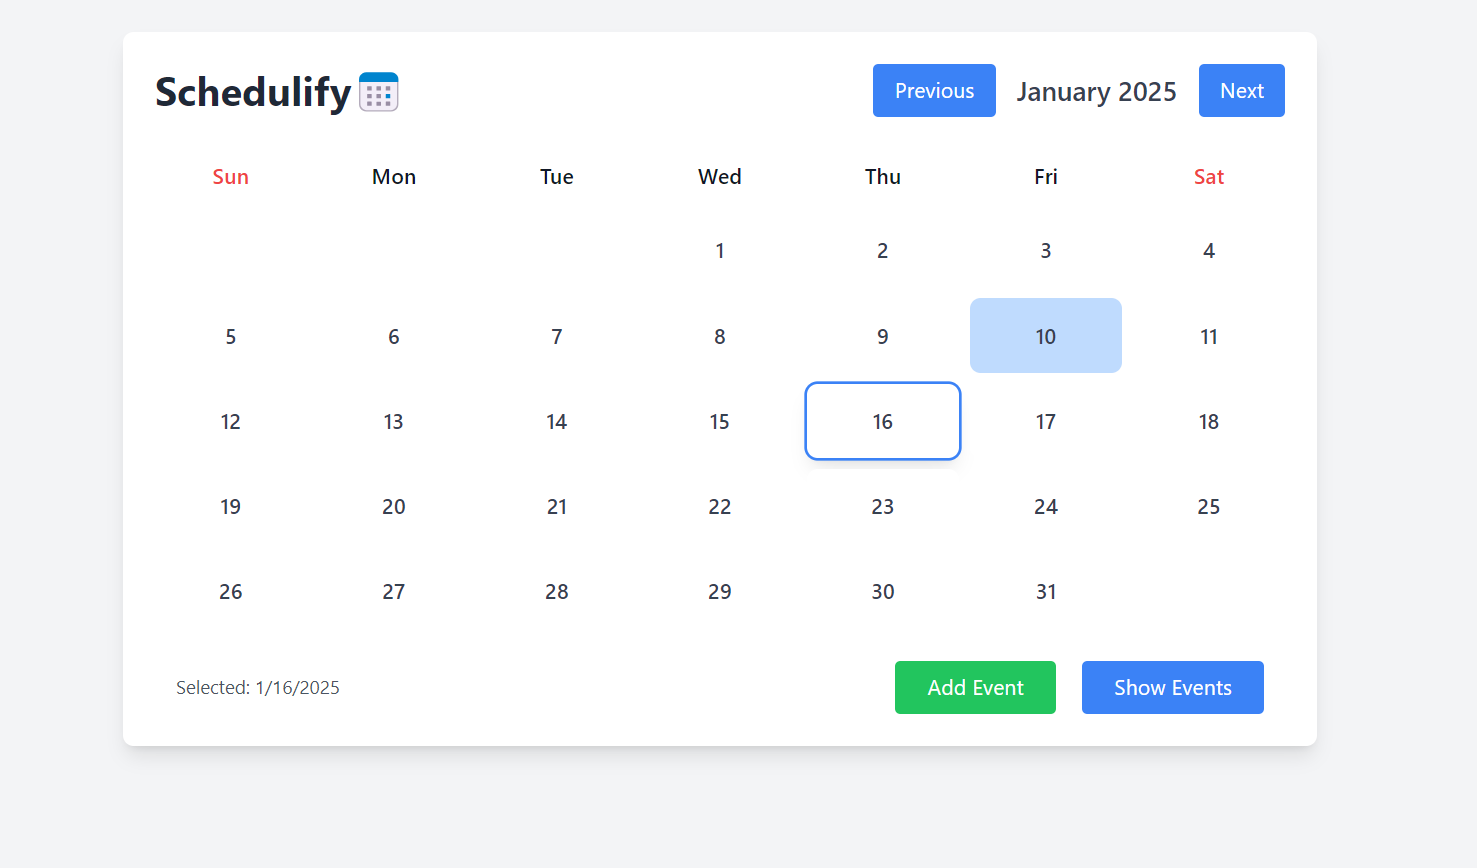 Schedulify
Previous January 2025 Next
Sun Mon Tue Wed Thu Fri Sat
1 2 3 4
5 6 7 8 9 10 11
12 13 14 15 16 17 18
19 20 21 22 23 24 25
26 27 28 29 30 31
Selected: 1/16/2025 Add Event Show Events